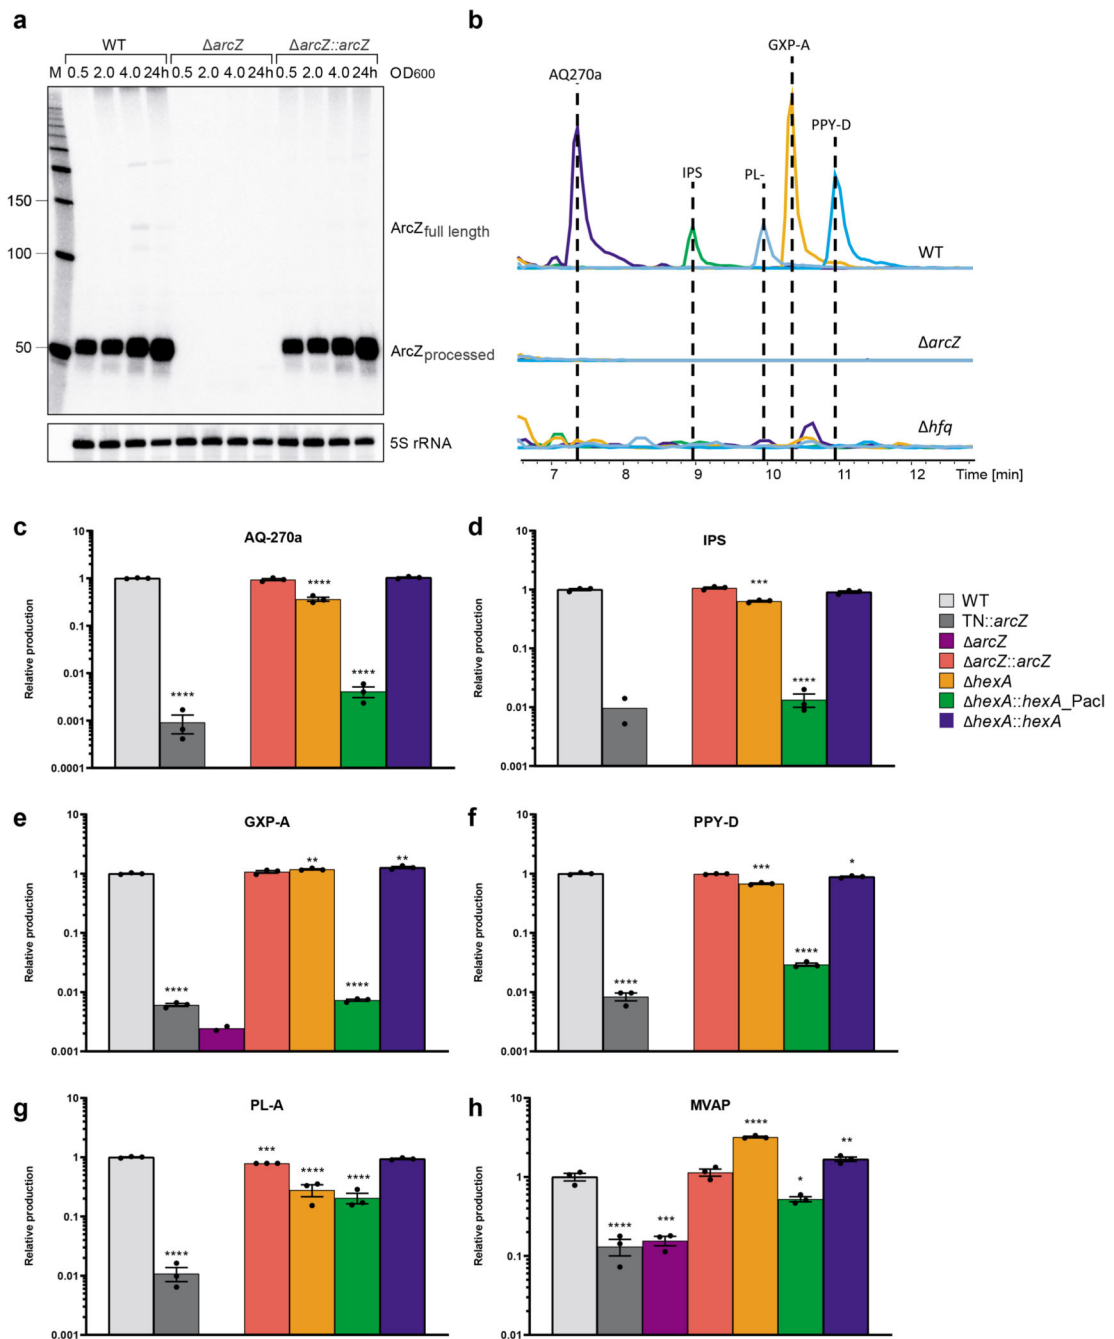 a
WT ΔarcZ ΔarcZ::arcZ
M 0.5 2.0 4.0 24h 0.5 2.0 4.0 24h 0.5 2.0 4.0 24h OD600
150
ArcZfull length
100
50
ArcZprocessed
5S rRNA
b
GXP-A
AQ270a
PPY-D
IPS
PL-
WT
ΔarcZ
Δhfq
7 8 9 10 11 12 Time [min]
c
AQ-270a
Relative production
10
1
0.1
0.01
0.001
0.0001
****
****
****
d
IPS
Relative production
10
1
0.1
0.01
0.001
***
****
WT
TN::arcZ
ΔarcZ
ΔarcZ::arcZ
ΔhexA
ΔhexA::hexA_PacI
ΔhexA::hexA
e
GXP-A
Relative production
10
1
0.1
0.01
0.001
****
**
****
**
f
PPY-D
Relative production
10
1
0.1
0.01
0.001
****
***
****
*
g
PL-A
Relative production
10
1
0.1
0.01
0.001
****
***
****
****
h
MVAP
Relative production
10
1
0.1
0.01
****
***
****
*
**